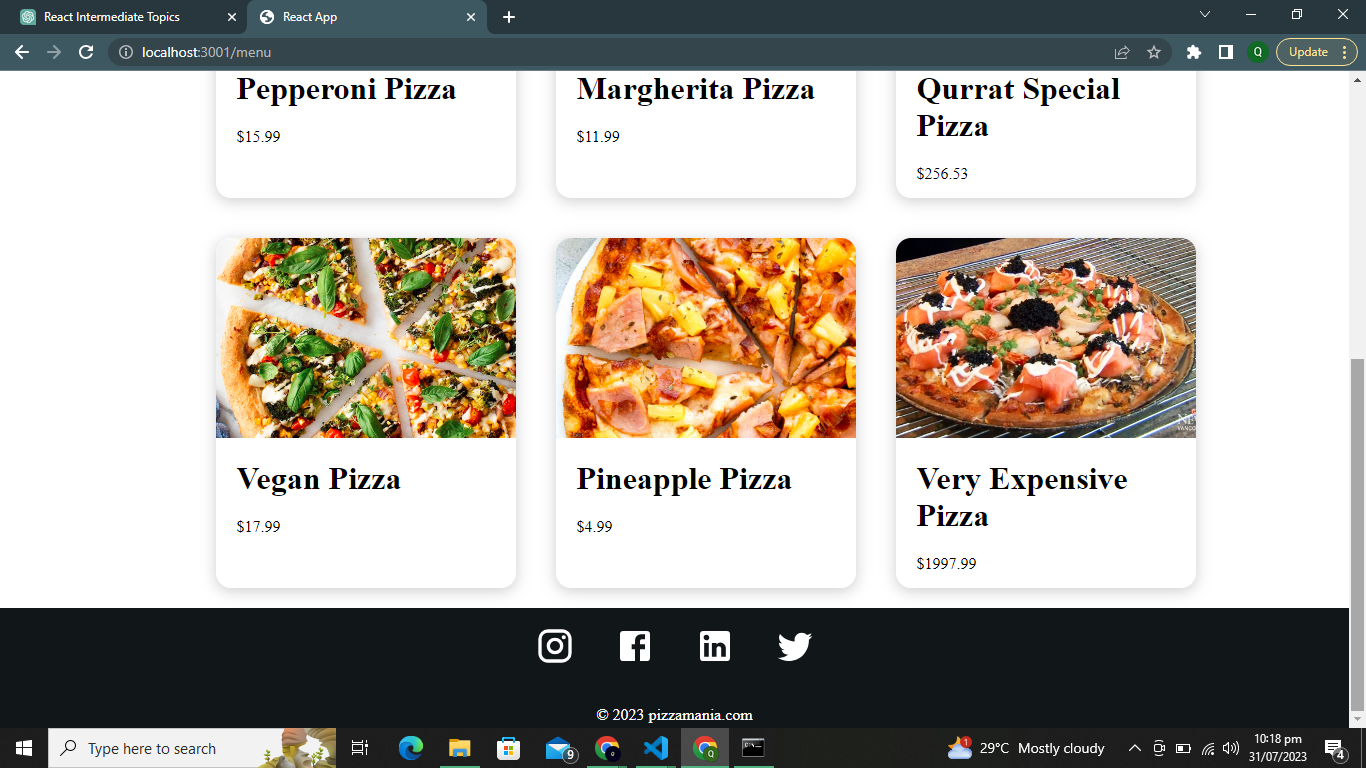 React Intermediate Topics
React App
localhost:3001/menu
Q
Update
Pepperoni Pizza
$15.99
Margherita Pizza
$11.99
Qurrat Special
Pizza
$256.53
Vegan Pizza
$17.99
Pineapple Pizza
$4.99
Very Expensive
Pizza
$1997.99
© 2023 pizzamania.com
Type here to search
9
1
29°C Mostly cloudy
10:18 pm
31/07/2023
4